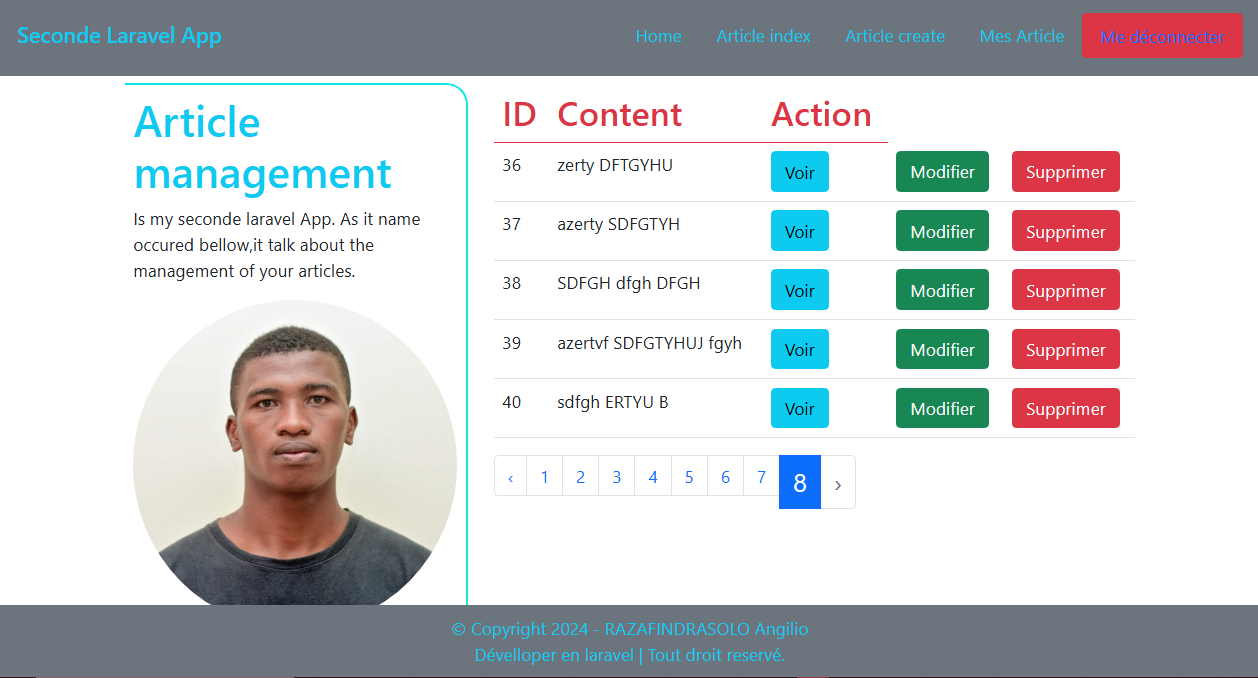 Seconde Laravel App Home Article index Article create Mes Article Me déconnecter
Article
management
Is my seconde laravel App. As it name
occured bellow,it talk about the
management of your articles.
ID Content Action
36 zerty DFTGYHU Voir Modifier Supprimer
37 azerty SDFGTYH Voir Modifier Supprimer
38 SDFGH dfgh DFGH Voir Modifier Supprimer
39 azertvf SDFGTYHUJ fgyh Voir Modifier Supprimer
40 sdfgh ERTYU B Voir Modifier Supprimer
‹ 1 2 3 4 5 6 7 8 ›
© Copyright 2024 - RAZAFINDRASOLO Angilio
Dévelloper en laravel | Tout droit reservé.